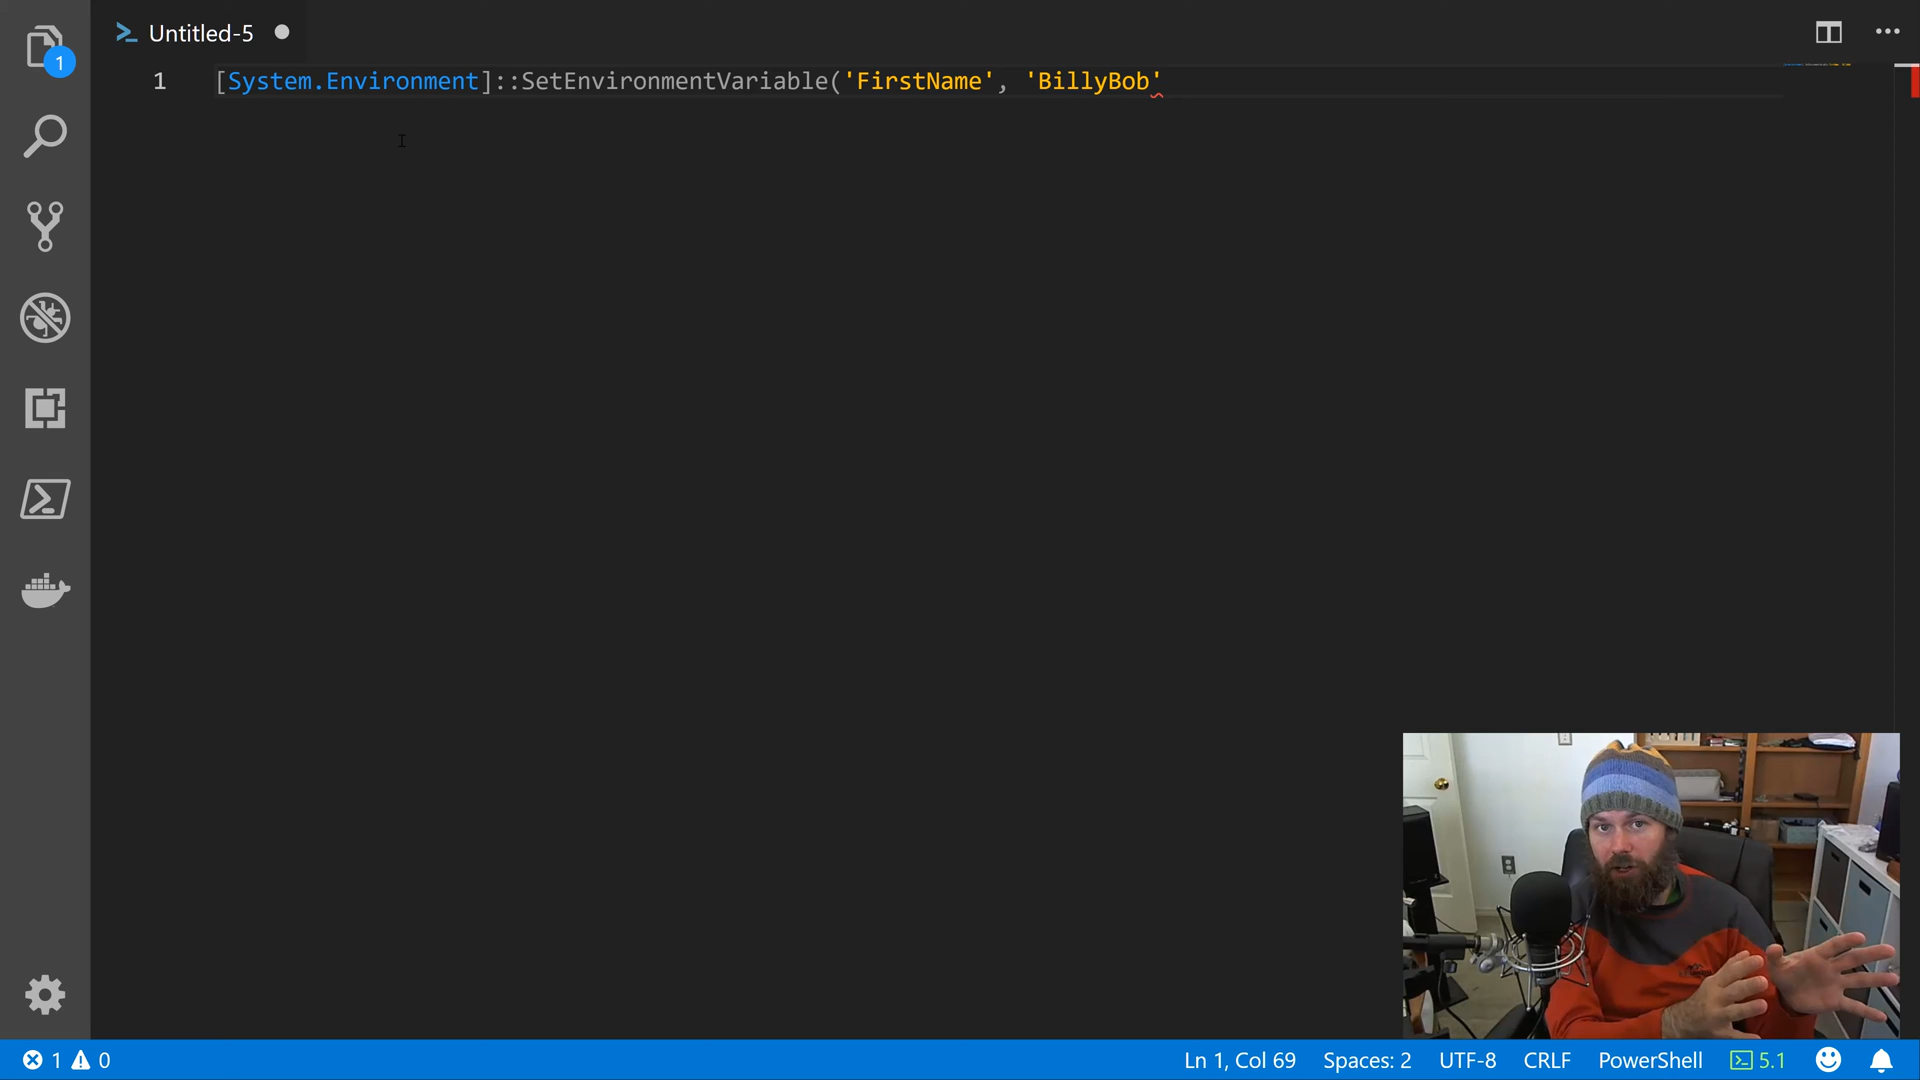 Untitled-5
1
1 [System.Environment]::SetEnvironmentVariable('FirstName', 'BillyBob'
1 0 Ln 1, Col 69 Spaces: 2 UTF-8 CRLF PowerShell 5.1